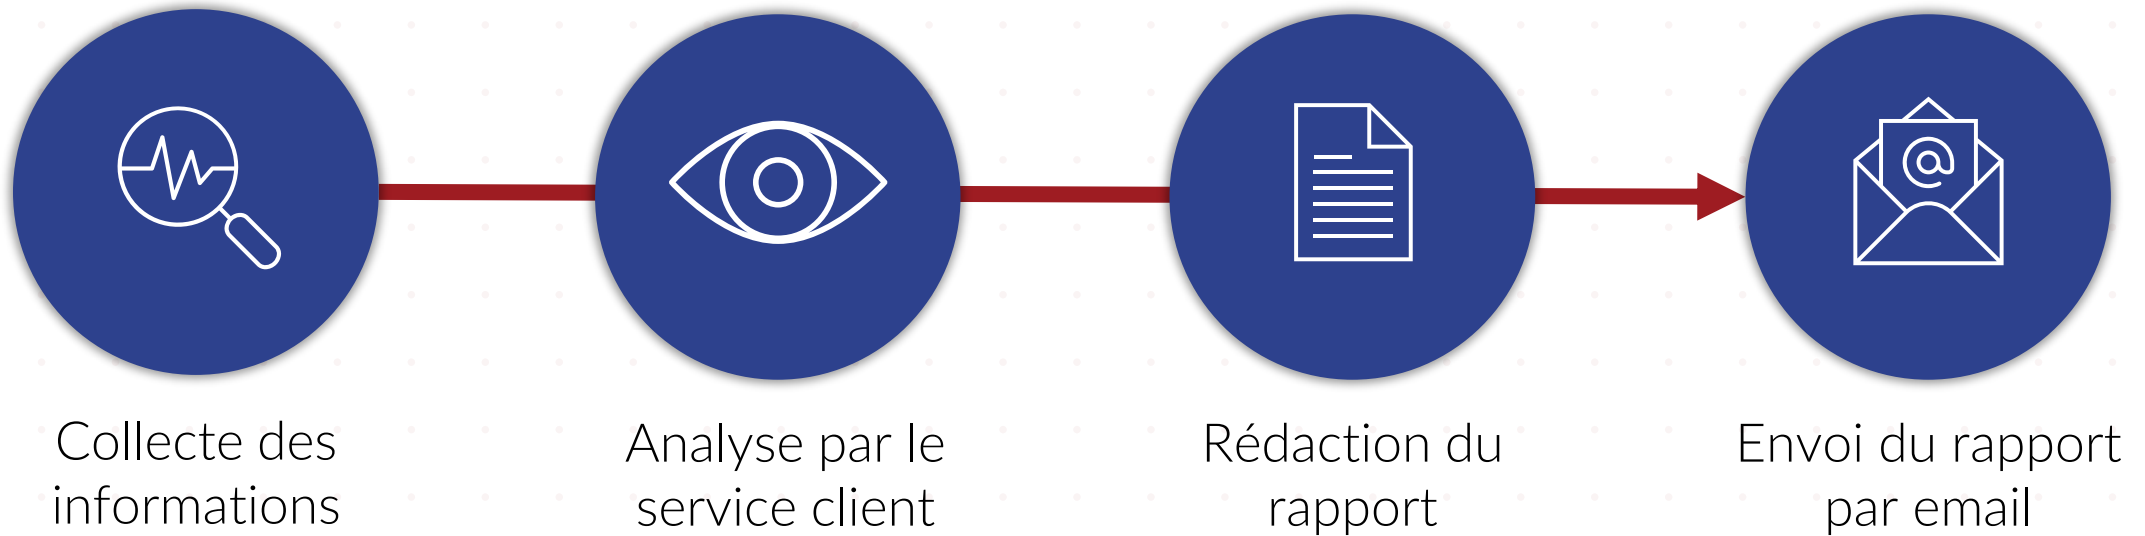 Collecte des
informations
Analyse par le
service client
Rédaction du
rapport
Envoi du rapport
par email